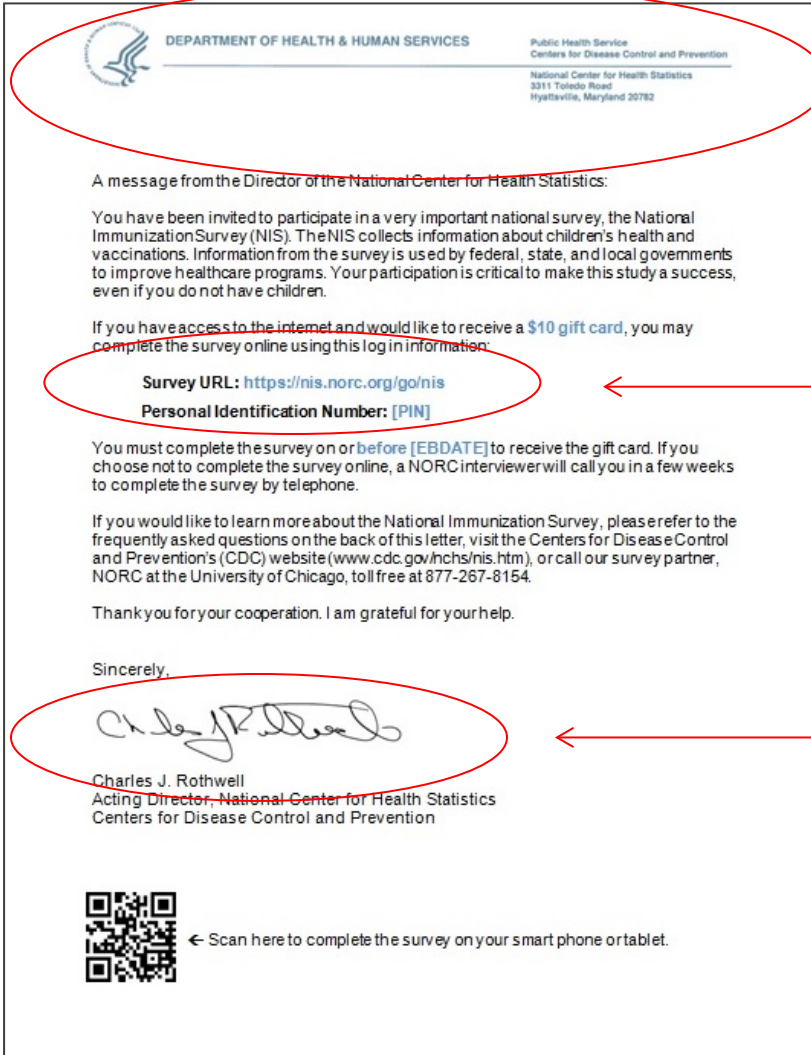 DEPARTMENT OF HEALTH & HUMAN SERVICES
Public Health Service
Centers for Disease Control and Prevention
National Center for Health Statistics
3311 Toledo Road
Hyattsville, Maryland 20782
A message from the Director of the National Center for Health Statistics:
You have been invited to participate in a very important national survey, the National
Immunization Survey (NIS). The NIS collects information about children's health and
vaccinations. Information from the survey is used by federal, state, and local governments
to improve healthcare programs. Your participation is critical to make this study a success,
even if you do not have children.
If you have access to the internet and would like to receive a $10 gift card, you may
complete the survey online using this log in information:
Survey URL: https://nis.norc.org/go/nis
Personal Identification Number: [PIN]
You must complete the survey on or before [EBDATE] to receive the gift card. If you
choose not to complete the survey online, a NORC interviewer will call you in a few weeks
to complete the survey by telephone.
If you would like to learn more about the National Immunization Survey, please refer to the
frequently asked questions on the back of this letter, visit the Centers for Disease Control
and Prevention's (CDC) website (www.cdc.gov/nchs/nis.htm), or call our survey partner,
NORC at the University of Chicago, toll free at 877-267-8154.
Thank you for your cooperation. I am grateful for your help.
Sincerely,
Charles J. Rothwell
Acting Director, National Center for Health Statistics
Centers for Disease Control and Prevention
← Scan here to complete the survey on your smart phone or tablet.